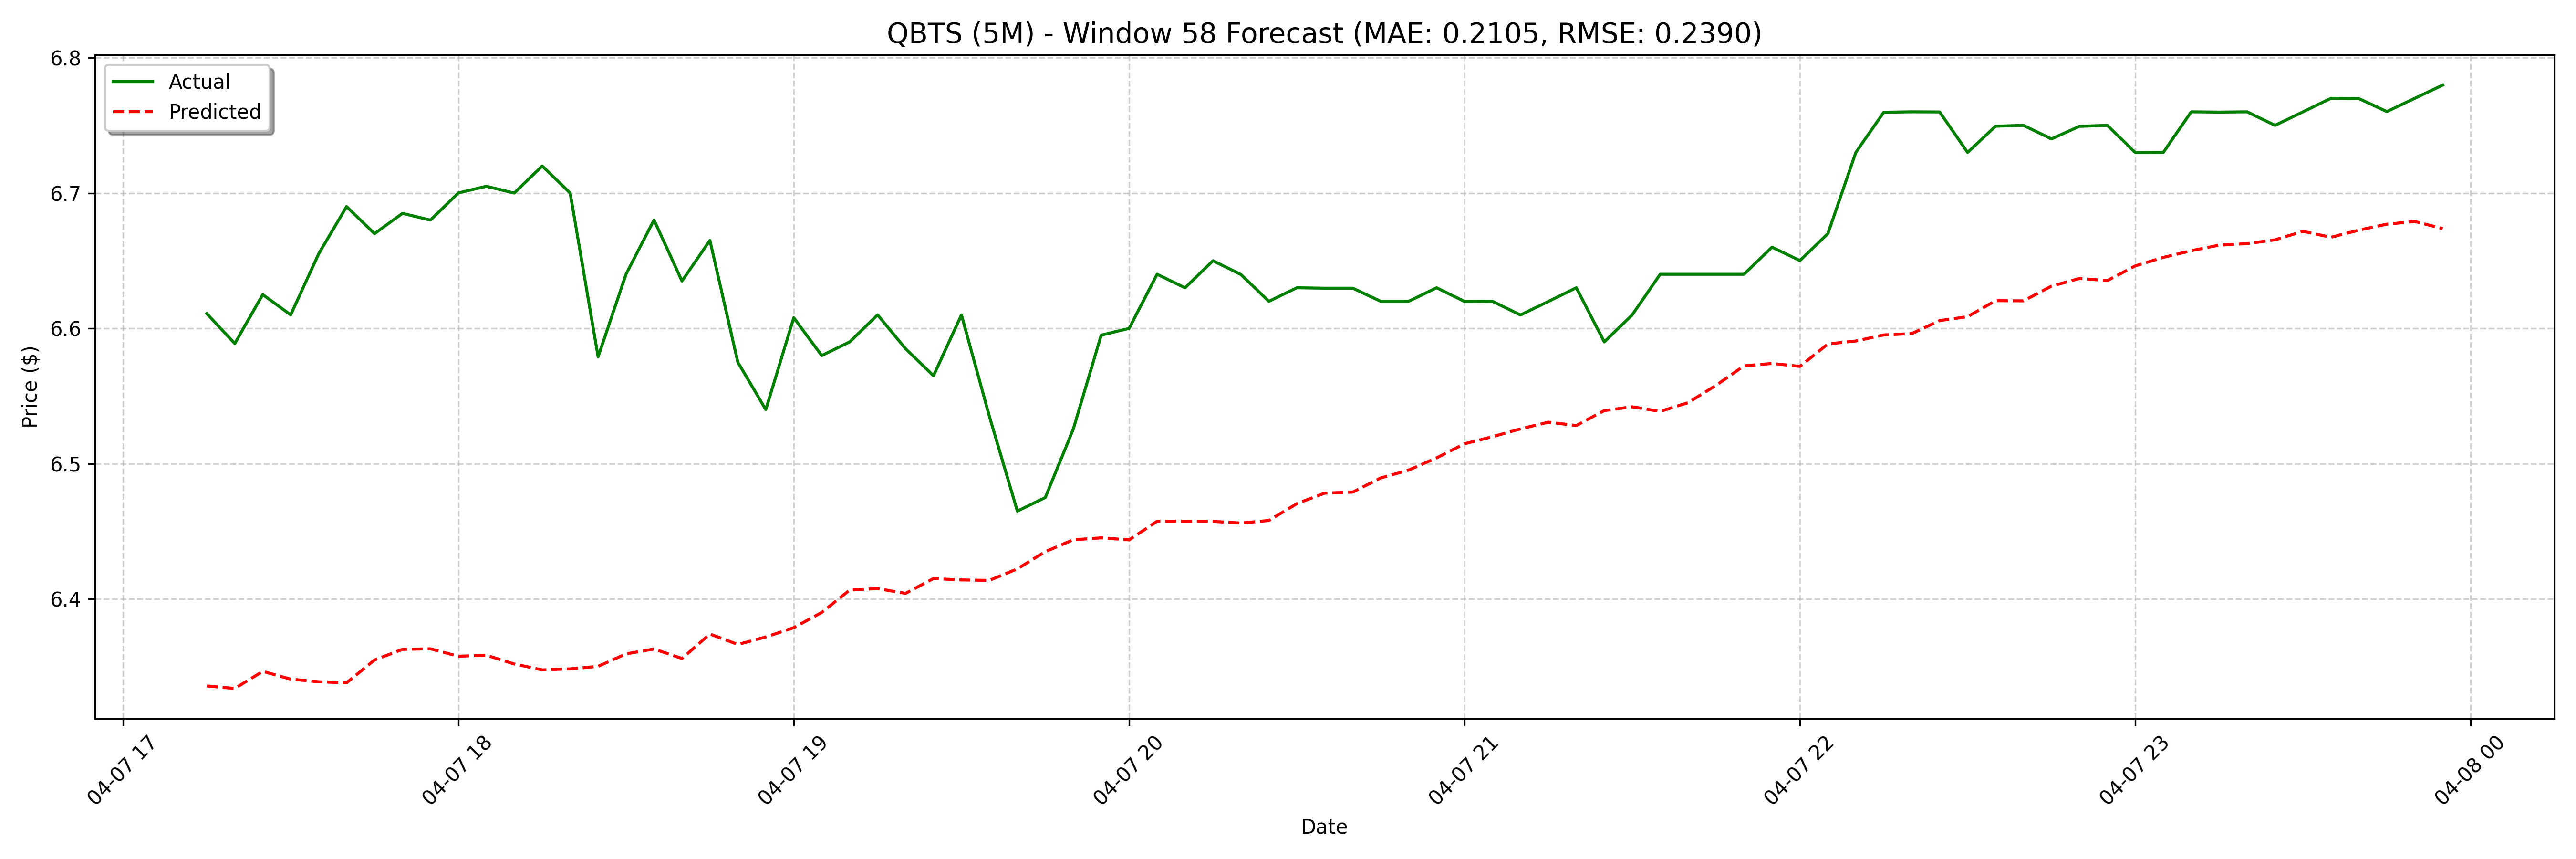 QBTS (5M) - Window 58 Forecast (MAE: 0.2105, RMSE: 0.2390)
Actual
Predicted
Price ($)
6.8
6.7
6.6
6.5
6.4
04-07 17
04-07 18
04-07 19
04-07 20
04-07 21
04-07 22
04-07 23
04-08 00
Date